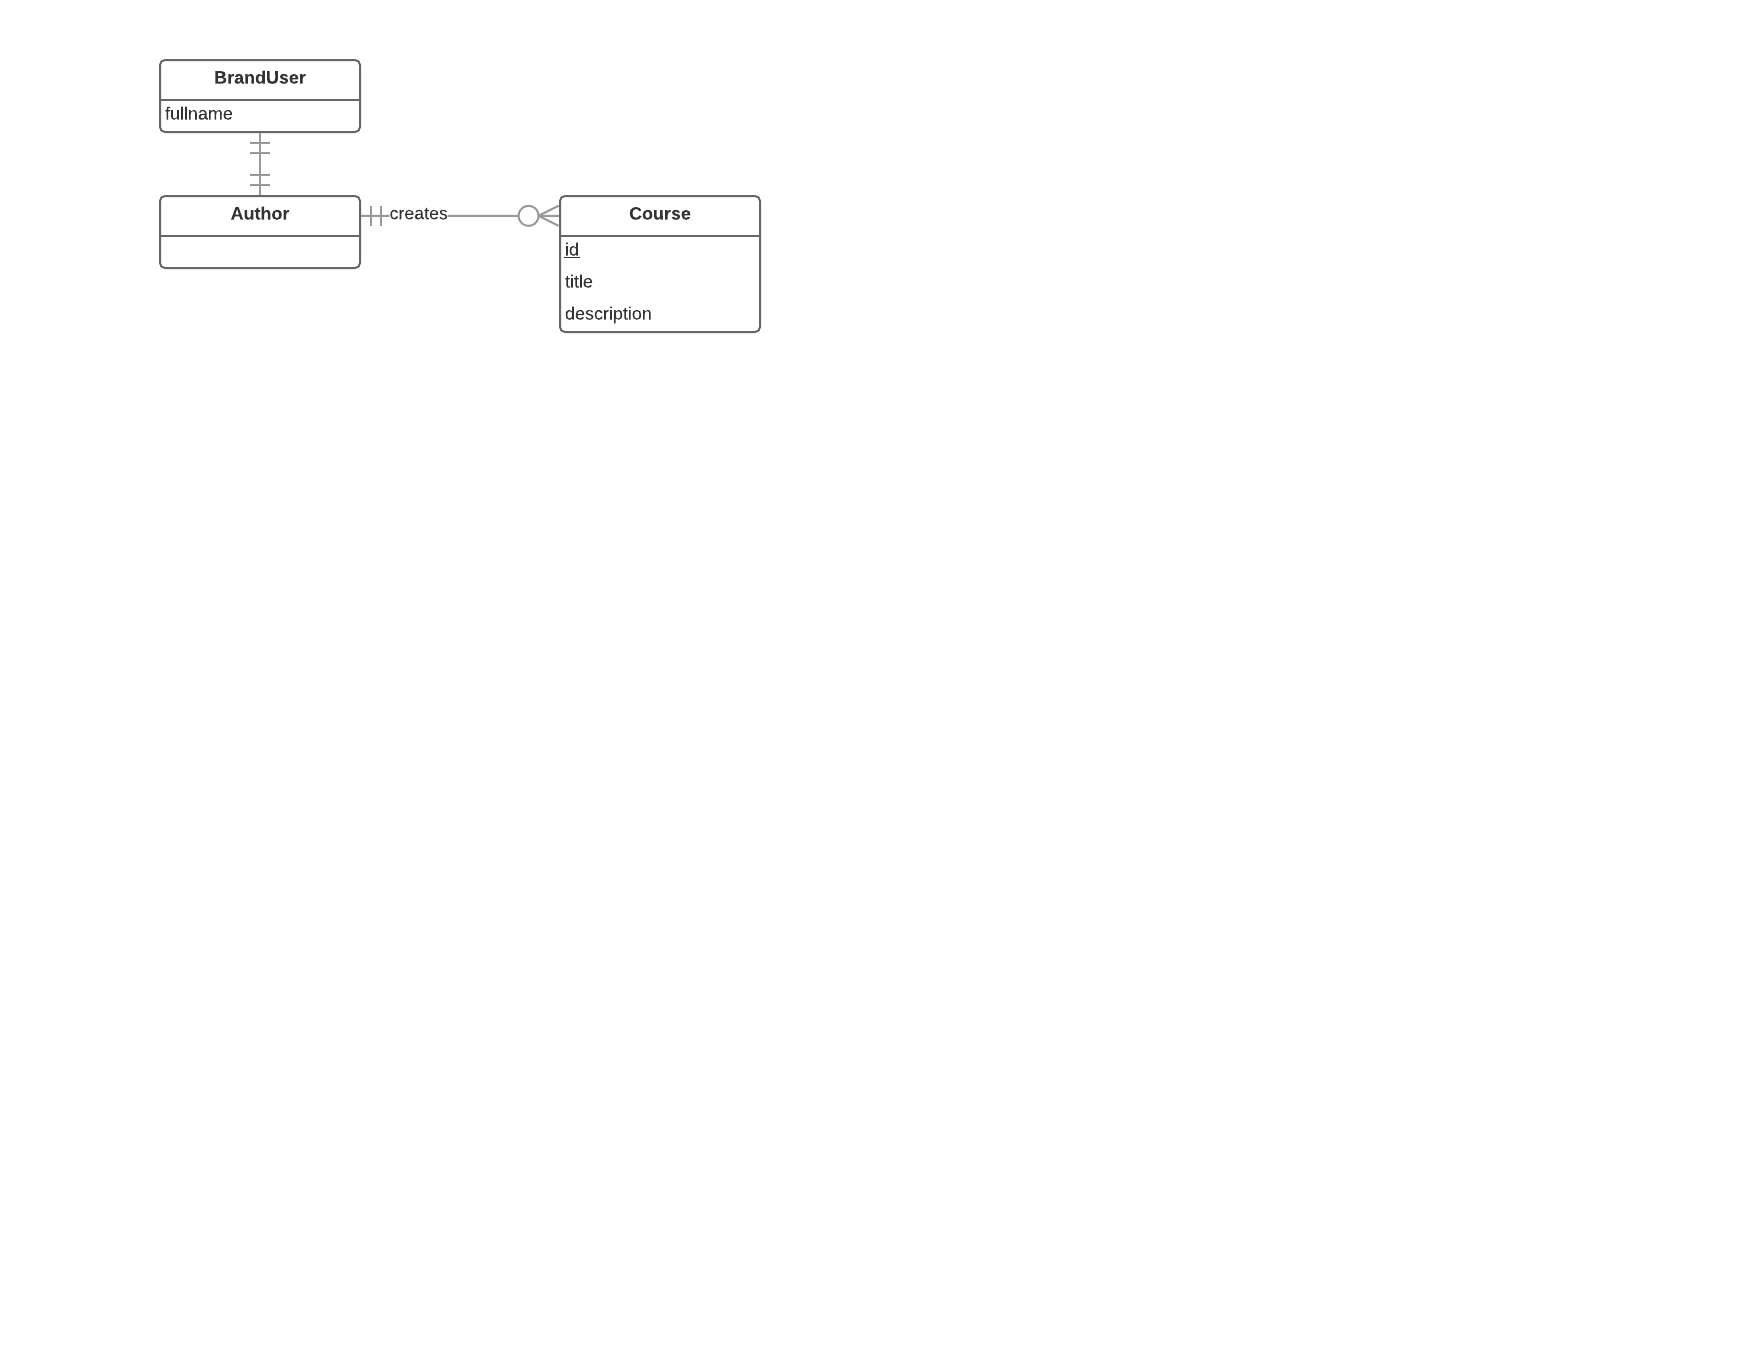 BrandUser
fullname
Author
creates
Course
id
title
description